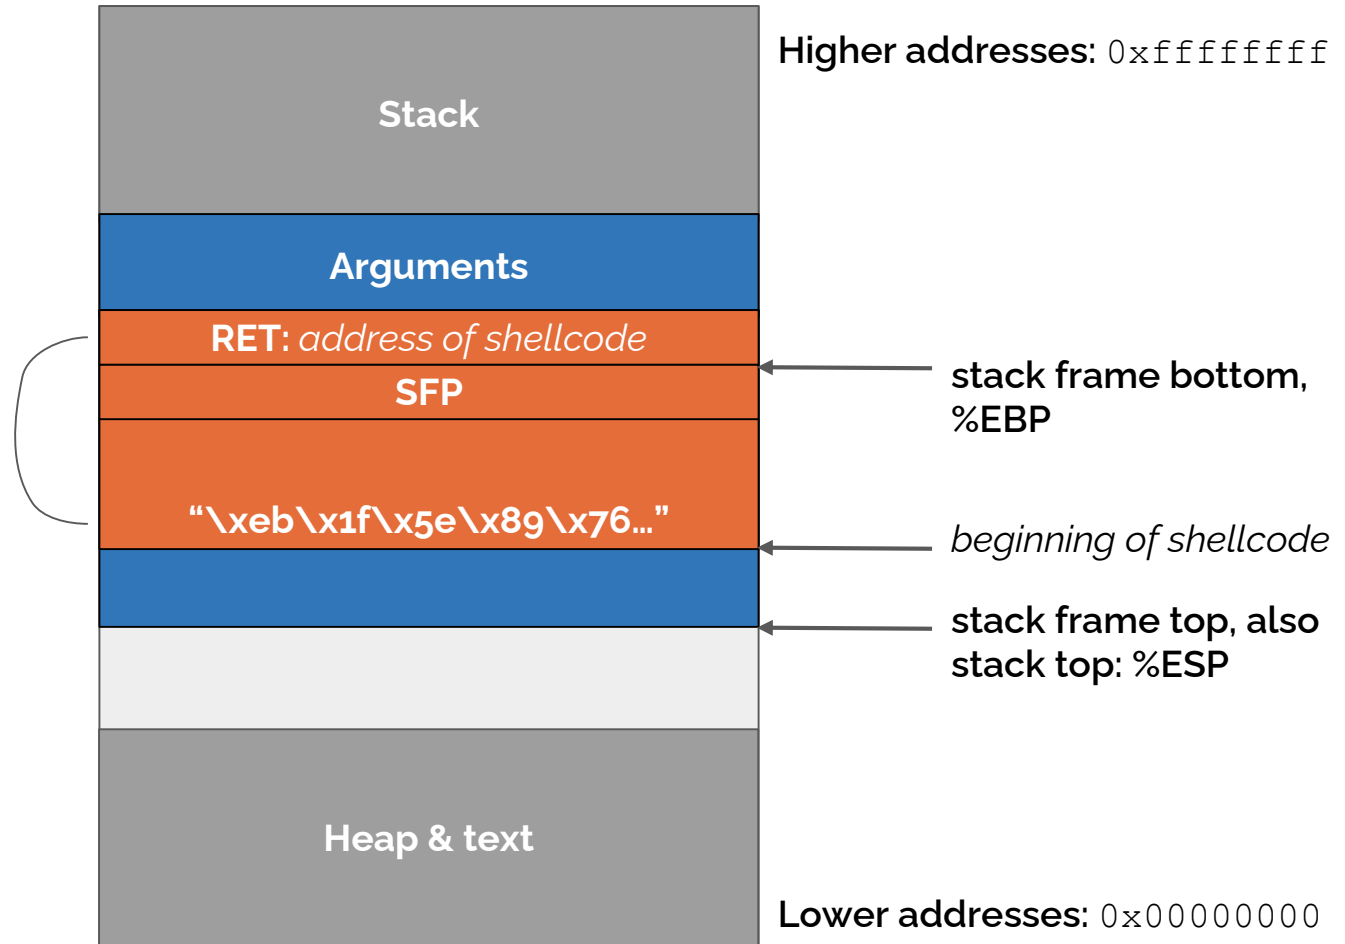 Higher addresses: 0xffffffff
Stack
Arguments
RET: address of shellcode
stack frame bottom,
%EBP
SFP
“\xeb\x1f\x5e\x89\x76…”
beginning of shellcode
stack frame top, also
stack top: %ESP
Heap & text
Lower addresses: 0x00000000